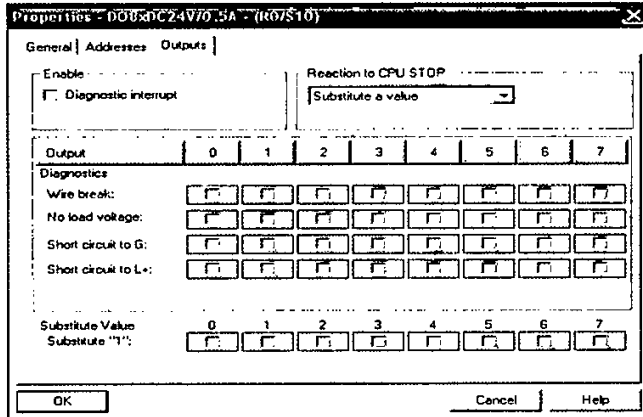 Properties - DO8xDC24V/0.5A - (R0/S10)
General Addresses Outputs
Enable
Diagnostic interrupt
Reaction to CPU STOP
Substitute a value
Output 0 1 2 3 4 5 6 7
Diagnostics
Wire break:
No load voltage:
Short circuit to G:
Short circuit to L+:
Substitute Value 0 1 2 3 4 5 6 7
Substitute "1":
OK Cancel Help